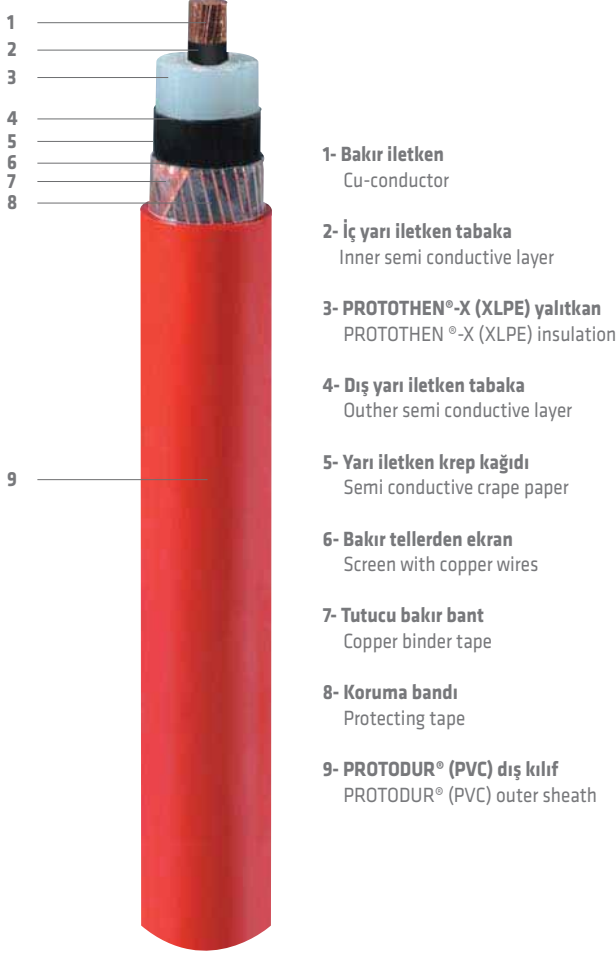 1
2
3
4
5
6
7
8
9
1- Bakır iletken
Cu-conductor
2- İç yarı iletken tabaka
Inner semi conductive layer
3- PROTOTHEN®-X (XLPE) yalıtkan
PROTOTHEN ®-X (XLPE) insulation
4- Dış yarı iletken tabaka
Outher semi conductive layer
5- Yarı iletken krep kağıdı
Semi conductive crape paper
6- Bakır tellerden ekran
Screen with copper wires
7- Tutucu bakır bant
Copper binder tape
8- Koruma bandı
Protecting tape
9- PROTODUR® (PVC) dış kılıf
PROTODUR® (PVC) outer sheath